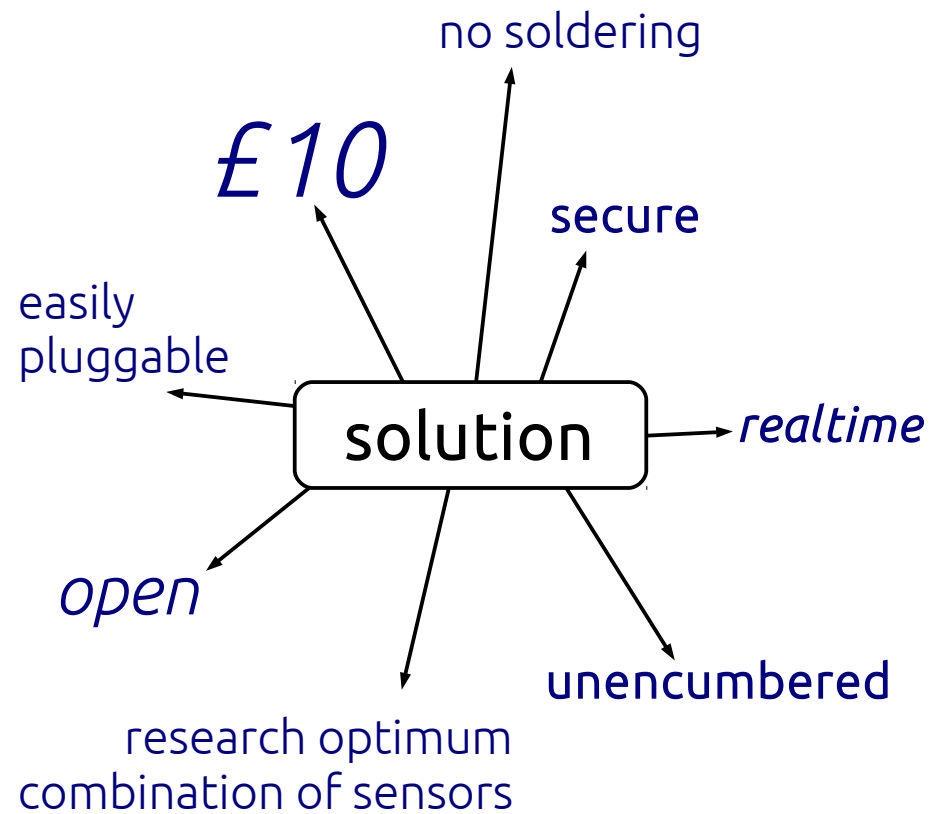 no soldering
£10
secure
easily
pluggable
solution
realtime
open
unencumbered
research optimum
combination of sensors